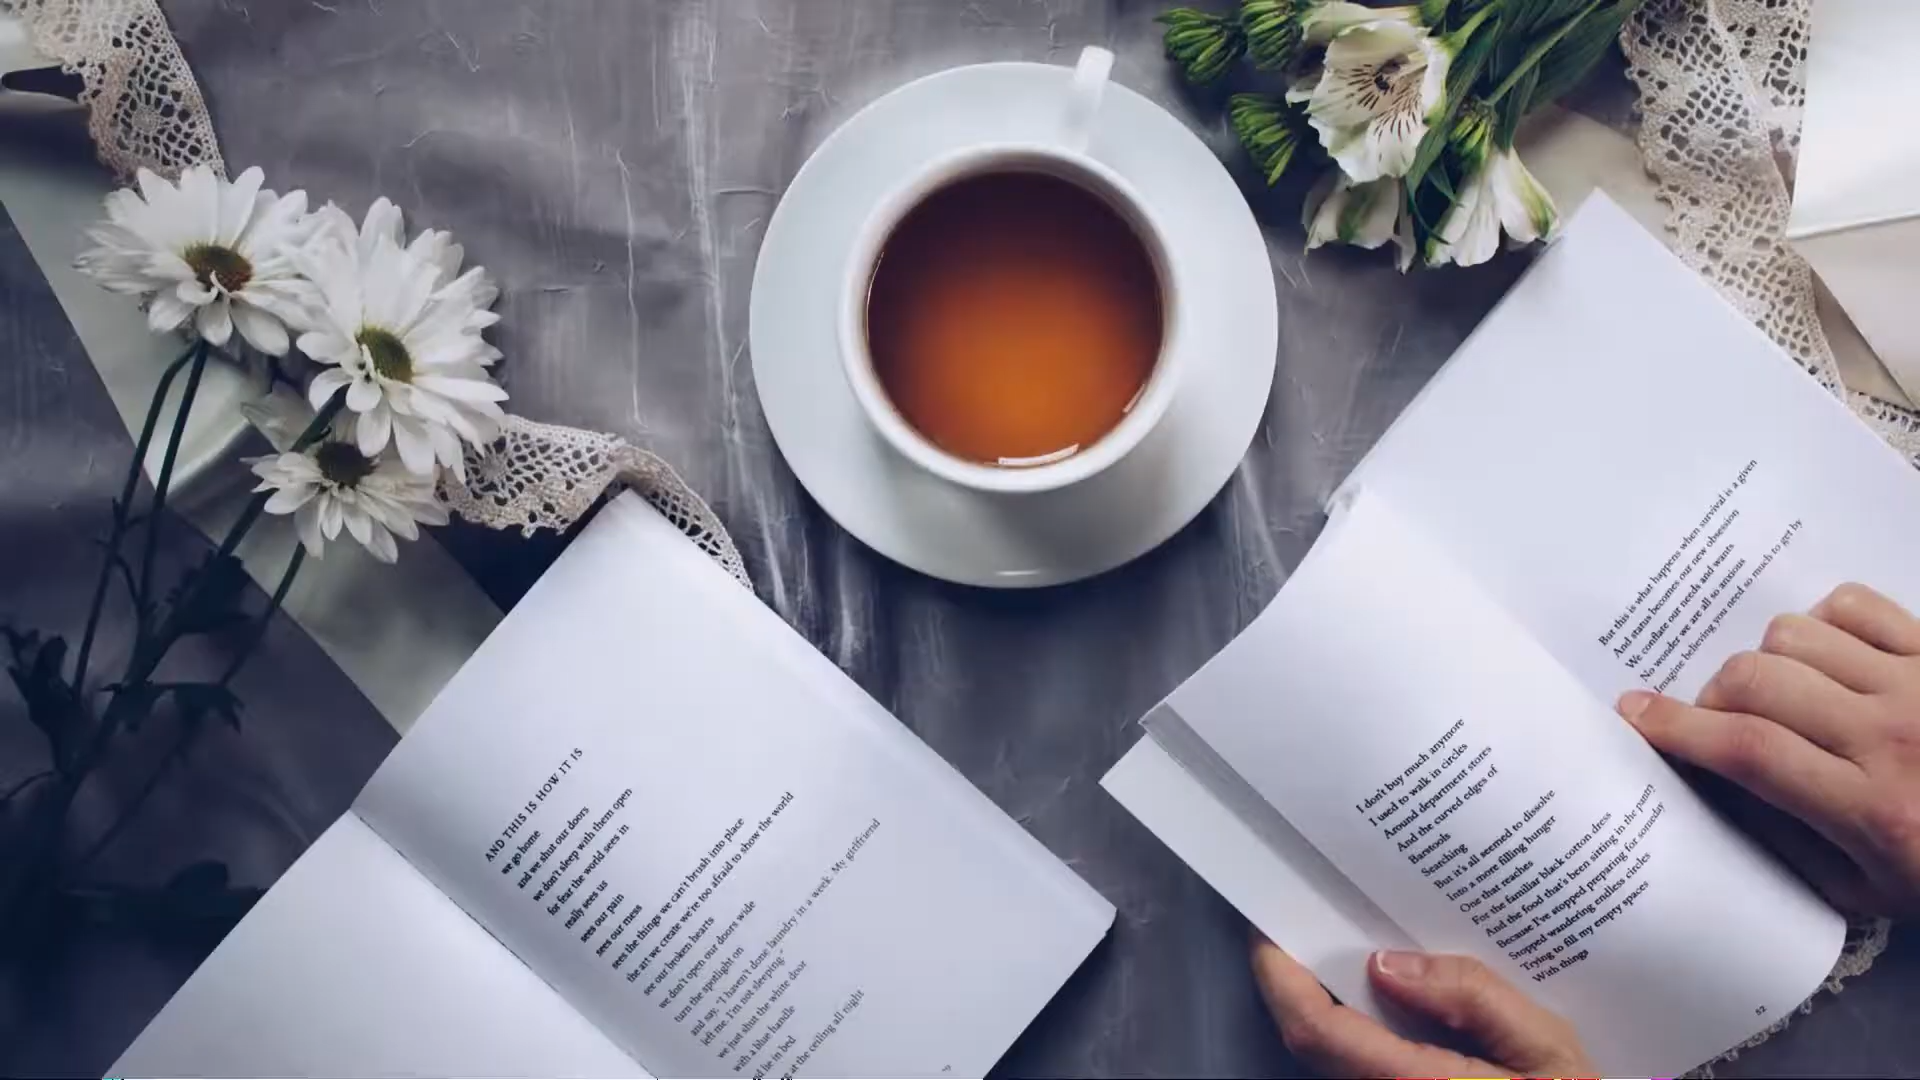 AND THIS IS HOW IT IS
we go home
and we shut our doors
we don't sleep with them open
for fear the world sees in
really sees us
sees our pain
sees our mess
sees the things we can't brush into place
the art we create we're too afraid to show the world
see our broken hearts
we don't open our doors wide
turn the spotlight on
and say, "I haven't done laundry in a week. My girlfriend
left me. I'm not sleeping."
we just shut the white door
with a blue handle
lie in bed
at the ceiling all night
I don't buy much anymore
I used to walk in circles
Around department stores
And the curved edges of
Barstools
Searching
But it's all seemed to dissolve
Into a more filling hunger
One that reaches
For the familiar black cotton dress
And the food that's been sitting in the pantry
Because I've stopped preparing for someday
Stopped wandering endless circles
Trying to fill my empty spaces
With things
52
But this is what happens when survival is a given
And status becomes our new obsession
We conflate our needs and wants
No wonder we are all so anxious
Imagine believing you need so much to get by